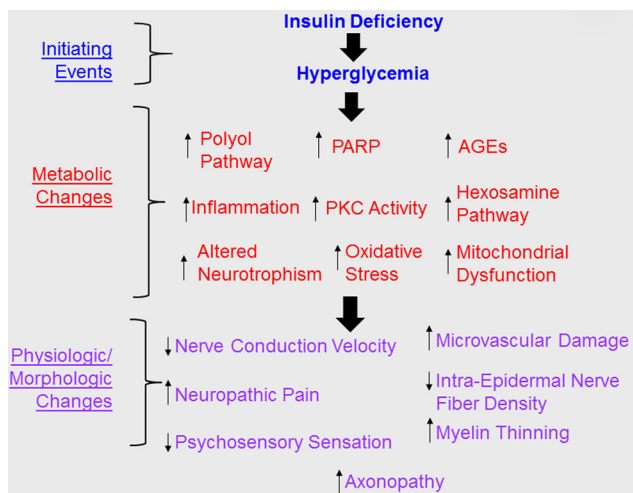 Insulin Deficiency
Initiating
Events
Hyperglycemia
Metabolic
Changes
Polyol
Pathway
PARP
AGEs
Inflammation
PKC Activity
Hexosamine
Pathway
Altered
Neurotrophism
Oxidative
Stress
Mitochondrial
Dysfunction
Physiologic/
Morphologic
Changes
Nerve Conduction Velocity
Microvascular Damage
Neuropathic Pain
Intra-Epidermal Nerve
Fiber Density
Psychosensory Sensation
Myelin Thinning
Axonopathy